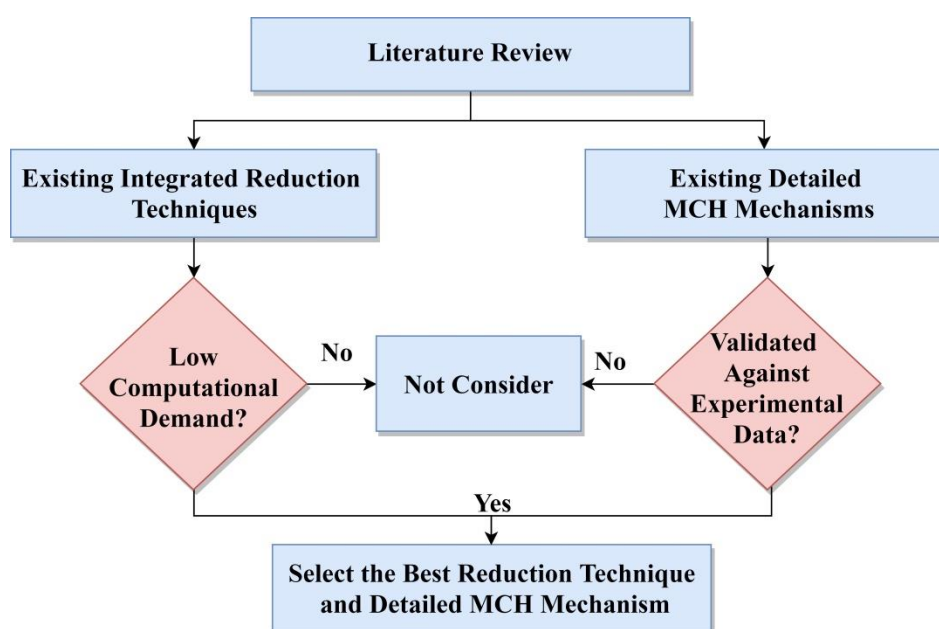 Literature Review
Existing Integrated Reduction
Techniques
Existing Detailed
MCH Mechanisms
Low
Computational
Demand?
No
Not Consider
No
Validated
Against
Experimental
Data?
Yes
Select the Best Reduction Technique
and Detailed MCH Mechanism